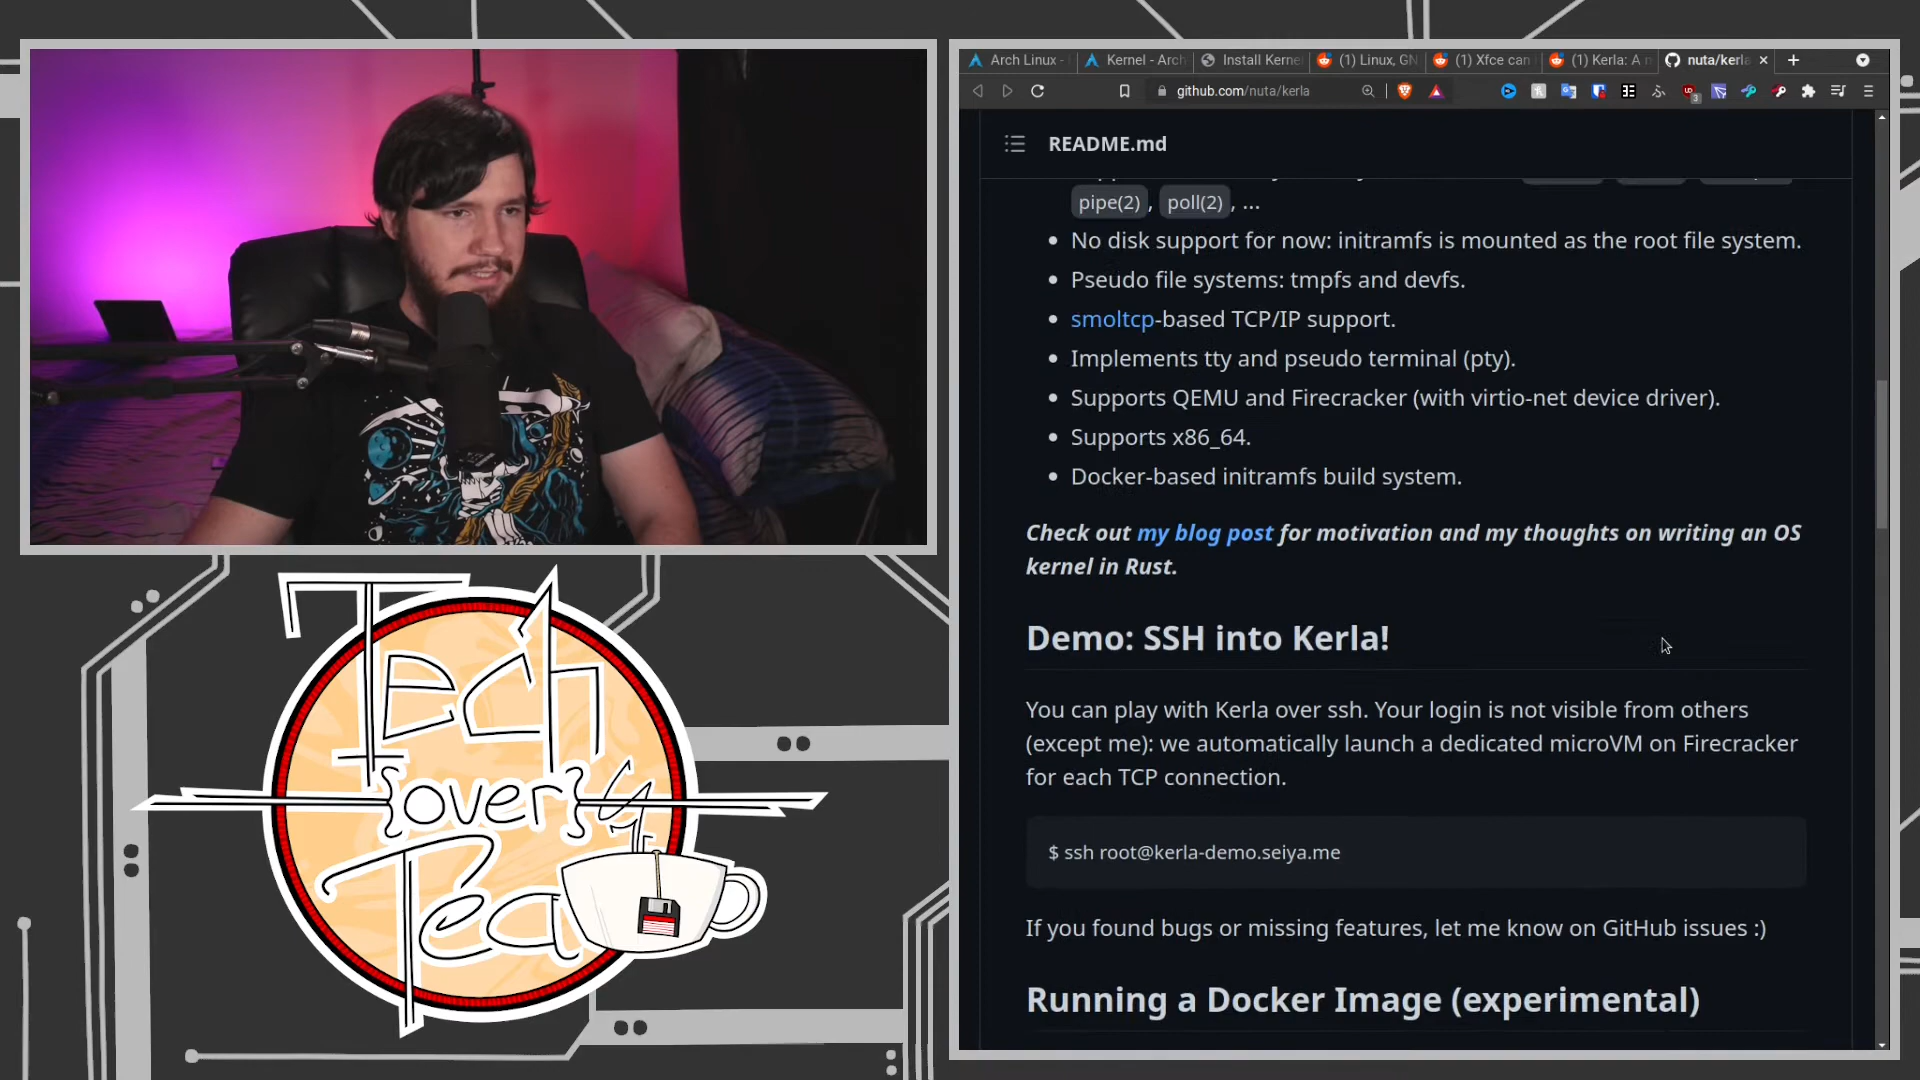 Arch Linux -
Kernel - Arch
Install Kerne
(1) Linux, GN
(1) Xfce can
(1) Kerla: A n
nuta/kerla
github.com/nuta/kerla
README.md
pipe(2), poll(2), ...
No disk support for now: initramfs is mounted as the root file system.
Pseudo file systems: tmpfs and devfs.
smoltcp-based TCP/IP support.
Implements tty and pseudo terminal (pty).
Supports QEMU and Firecracker (with virtio-net device driver).
Supports x86_64.
Docker-based initramfs build system.
Check out my blog post for motivation and my thoughts on writing an OS
kernel in Rust.
Demo: SSH into Kerla!
You can play with Kerla over ssh. Your login is not visible from others
(except me): we automatically launch a dedicated microVM on Firecracker
for each TCP connection.
$ ssh root@kerla-demo.seiya.me
If you found bugs or missing features, let me know on GitHub issues :)
Running a Docker Image (experimental)
Tech
{over}
Tea